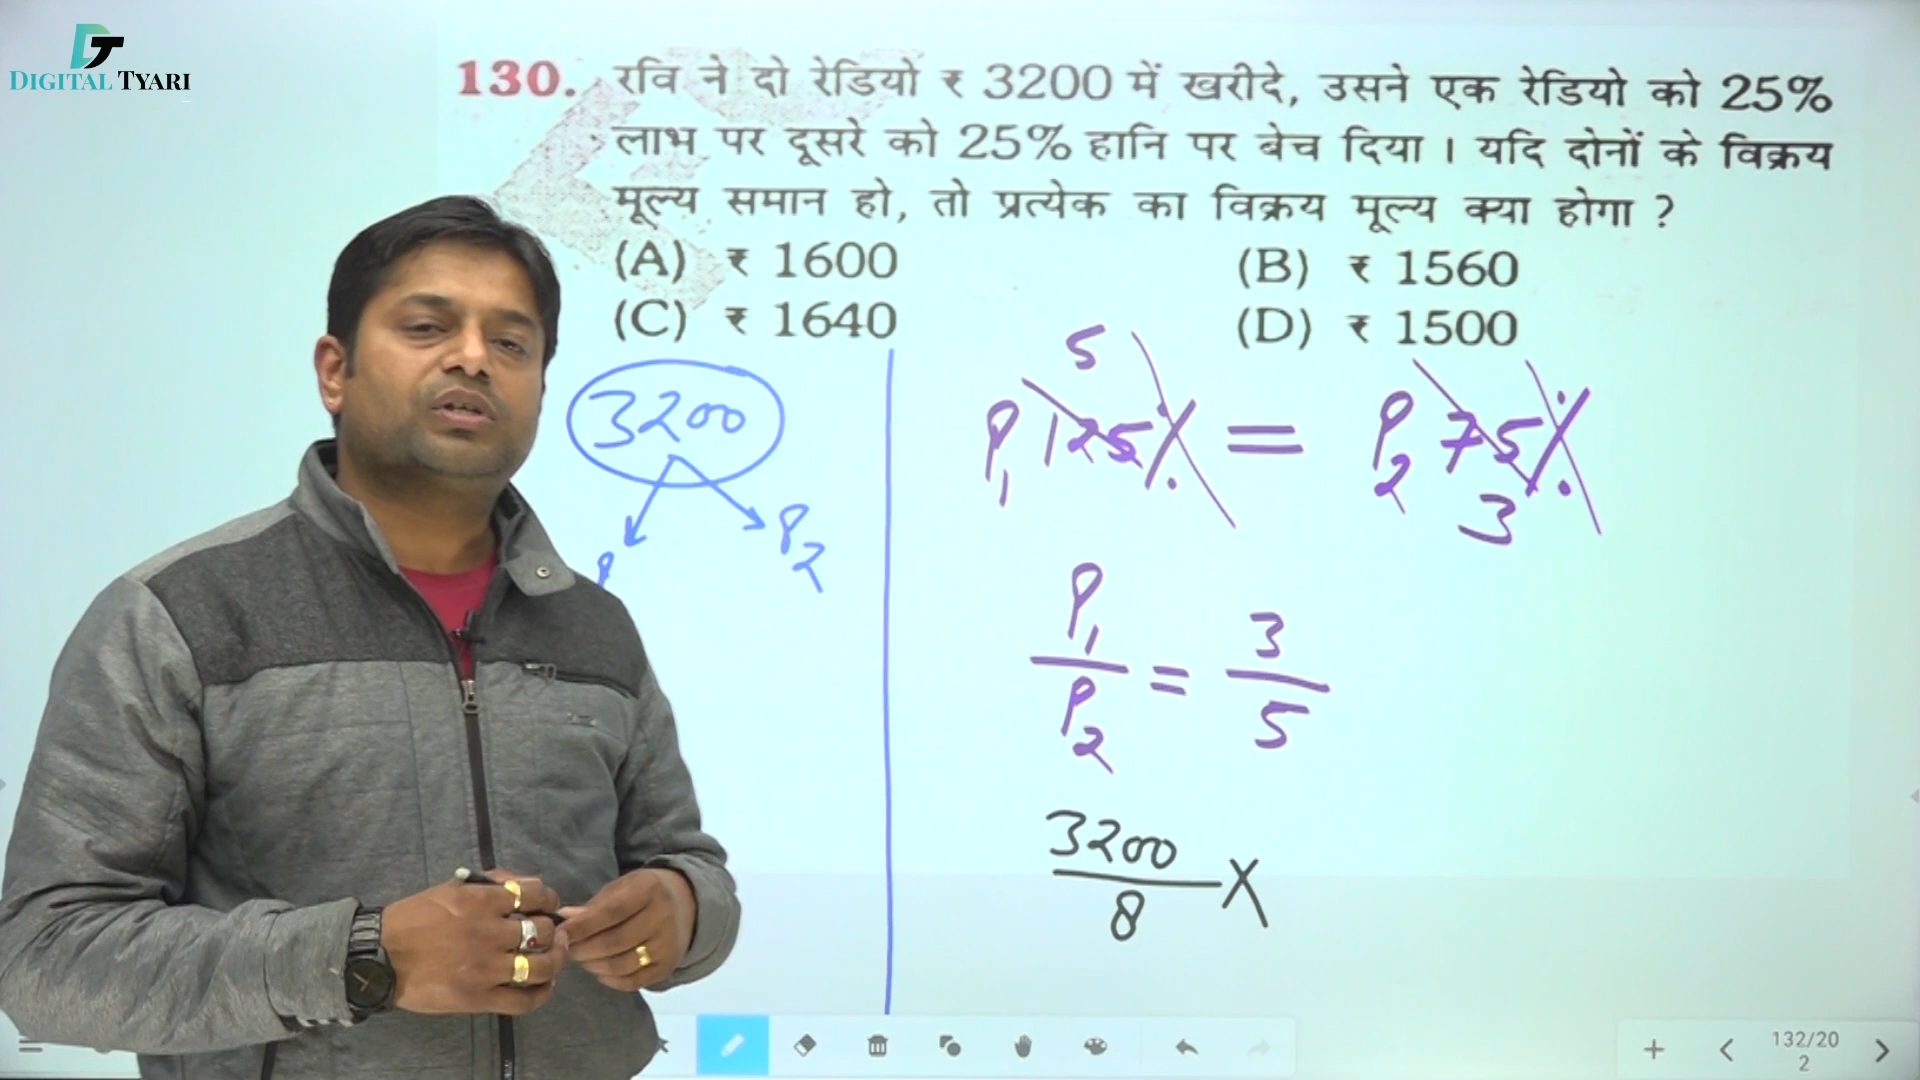 DIGITAL TYARI
130. रवि ने दो रेडियो ₹ 3200 में खरीदे, उसने एक रेडियो को 25%
लाभ पर दूसरे को 25% हानि पर बेच दिया । यदि दोनों के विक्रय
मूल्य समान हो, तो प्रत्येक का विक्रय मूल्य क्या होगा ?
(A) ₹ 1600 (B) ₹ 1560
(C) ₹ 1640 (D) ₹ 1500
3200
P2
5
P1 125% = P2 75%
3
P1/P2 = 3/5
3200/8 X
132/20
2